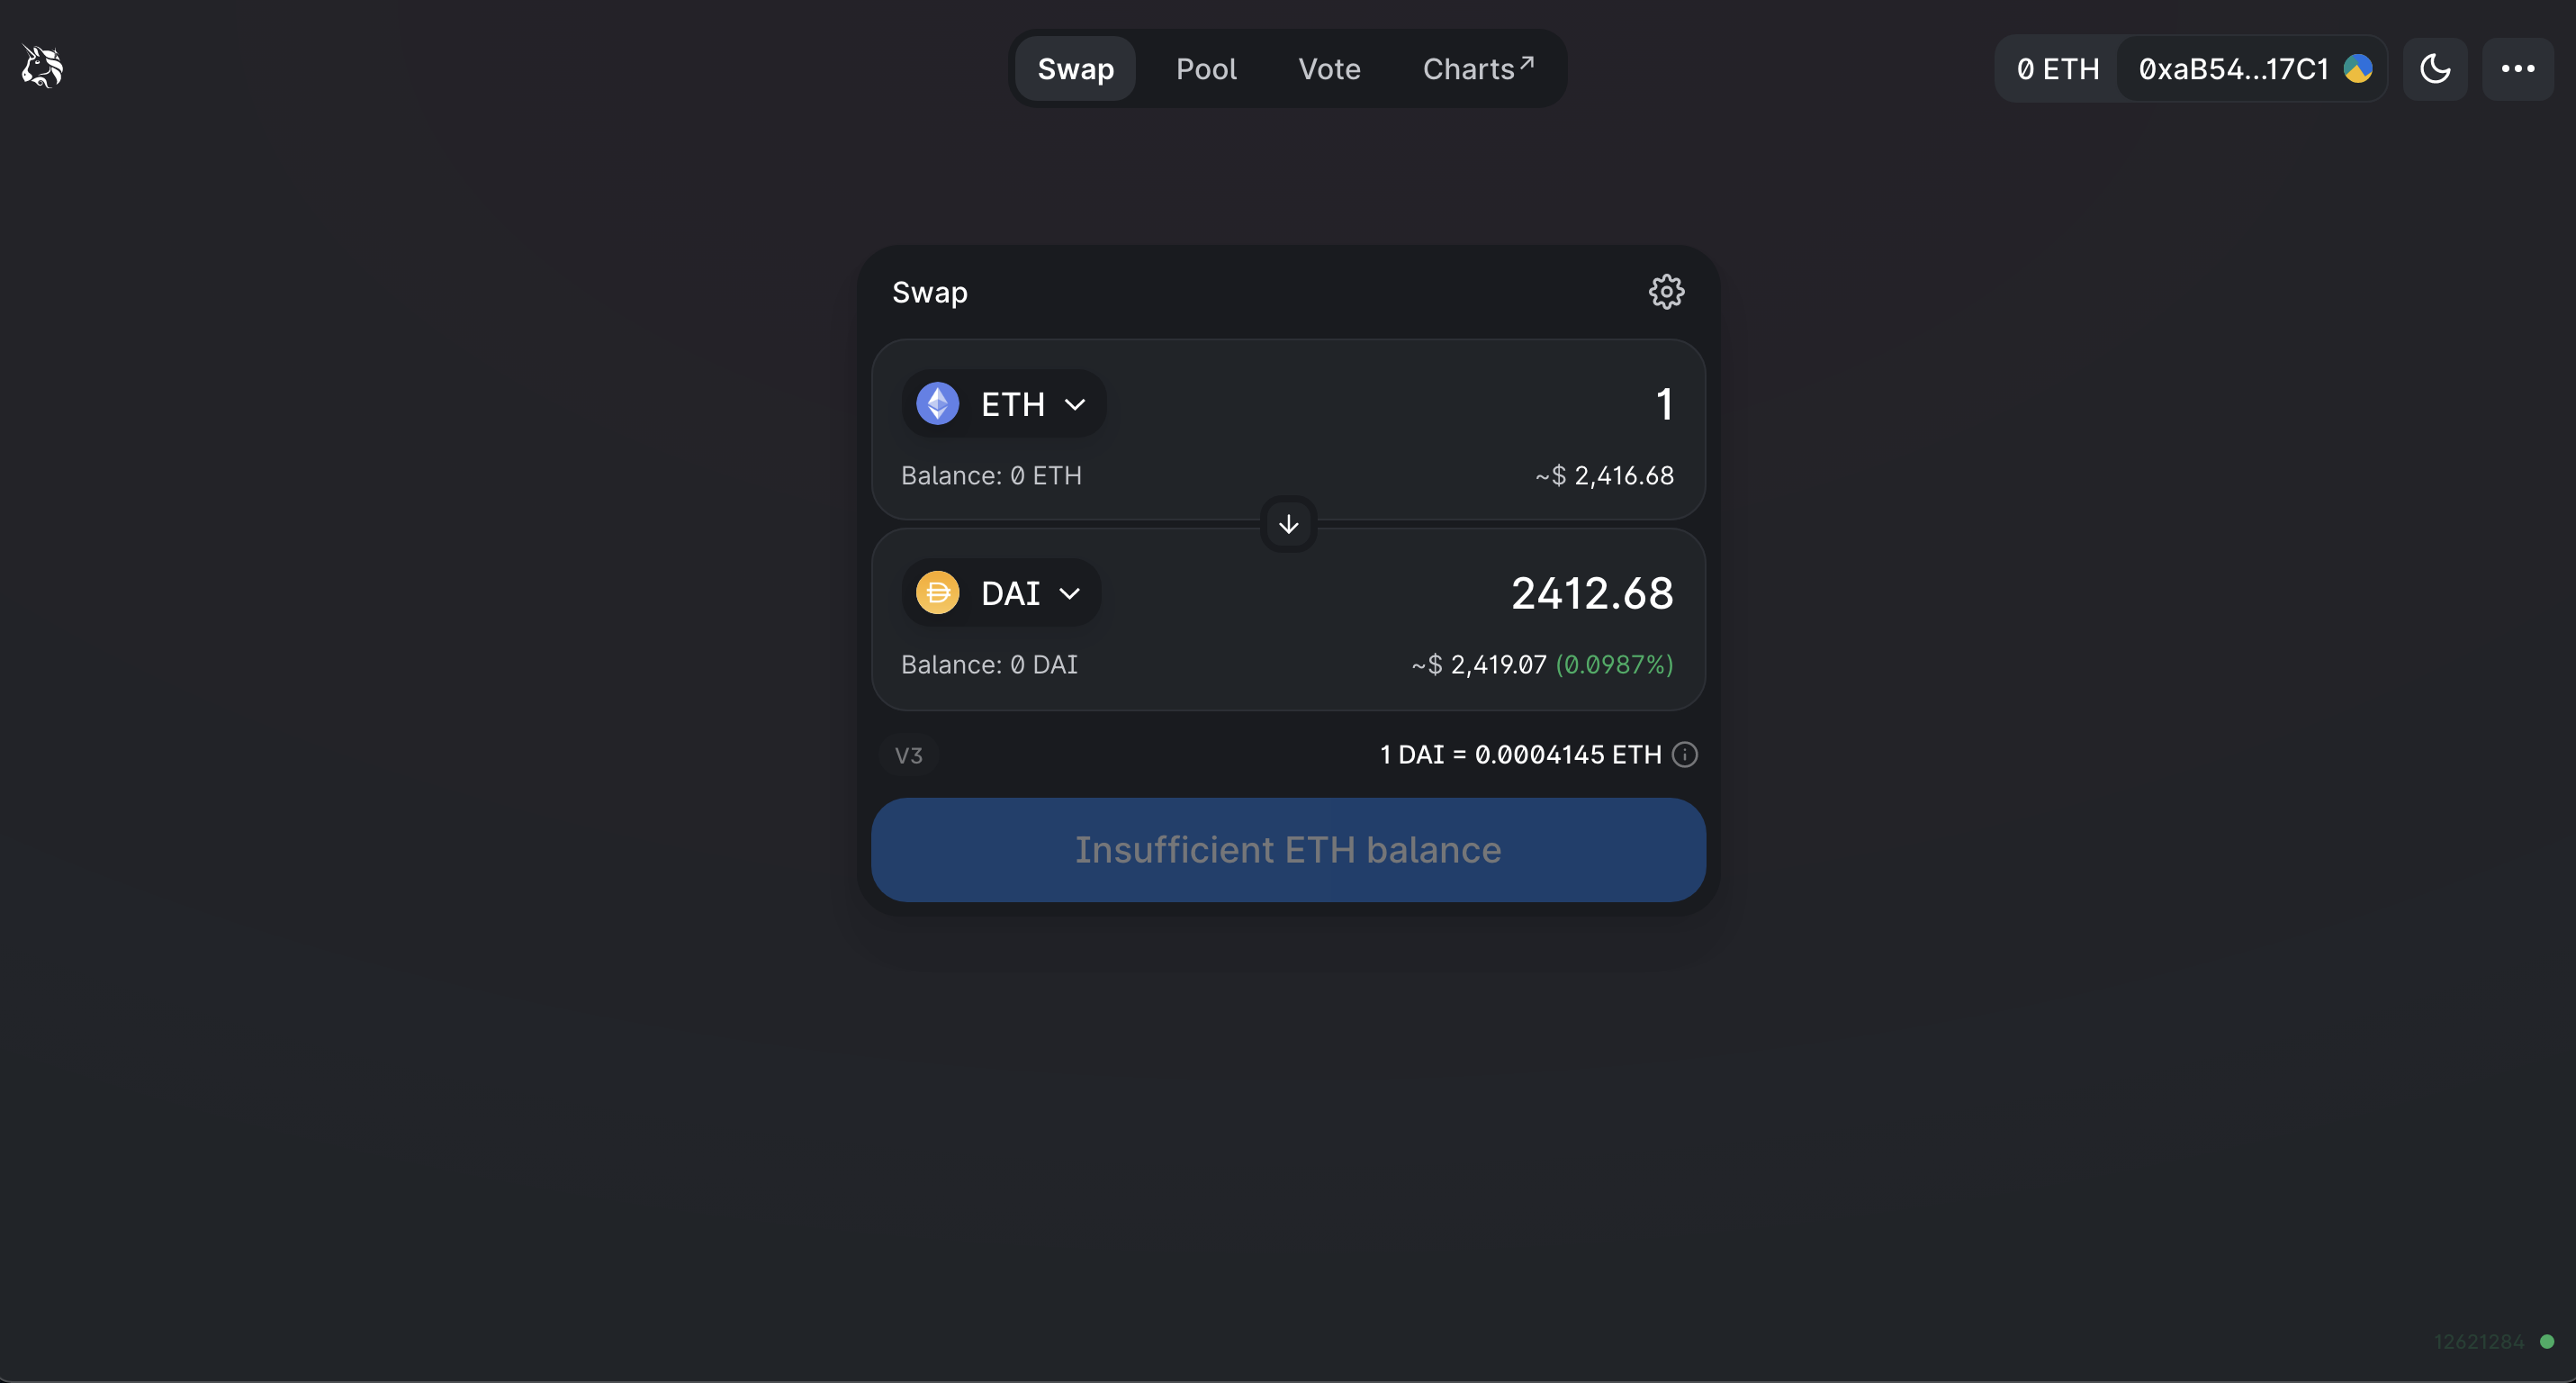 Swap Pool Vote Charts↗ 0 ETH 0xaB54...17C1
Swap
ETH 1
Balance: 0 ETH ~$ 2,416.68
DAI 2412.68
Balance: 0 DAI ~$ 2,419.07 (0.0987%)
V3 1 DAI = 0.0004145 ETH
Insufficient ETH balance
12621284